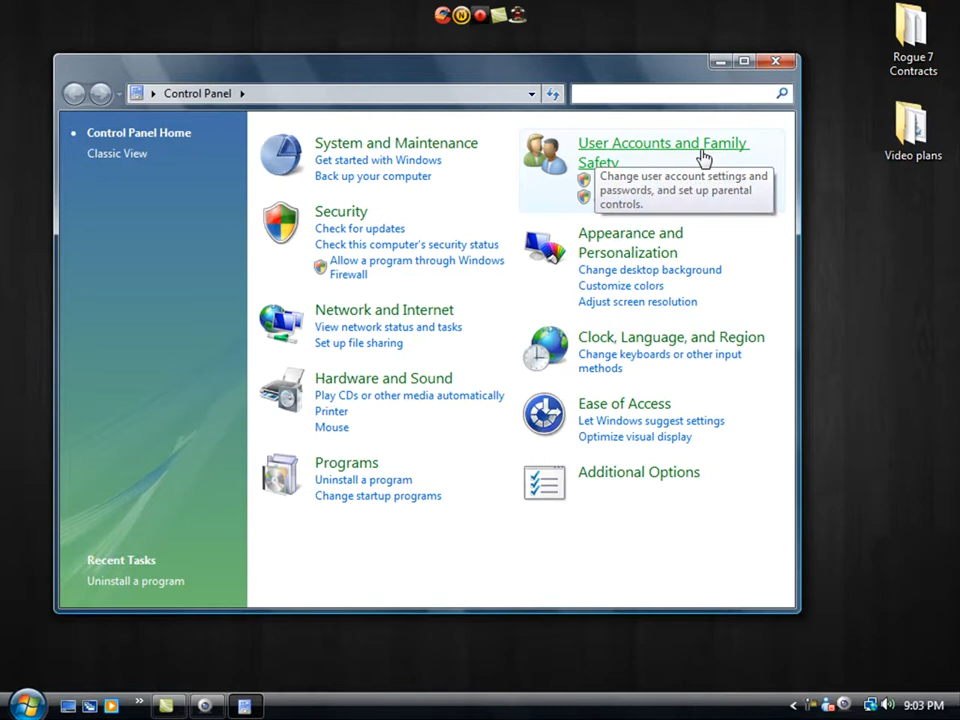 Rogue 7
Contracts
Video plans
Control Panel
Control Panel Home
Classic View
System and Maintenance
Get started with Windows
Back up your computer
Security
Check for updates
Check this computer's security status
Allow a program through Windows
Firewall
Network and Internet
View network status and tasks
Set up file sharing
Hardware and Sound
Play CDs or other media automatically
Printer
Mouse
Programs
Uninstall a program
Change startup programs
User Accounts and Family
Safety
Change user account settings and
passwords, and set up parental
controls.
Appearance and
Personalization
Change desktop background
Customize colors
Adjust screen resolution
Clock, Language, and Region
Change keyboards or other input
methods
Ease of Access
Let Windows suggest settings
Optimize visual display
Additional Options
Recent Tasks
Uninstall a program
9:03 PM